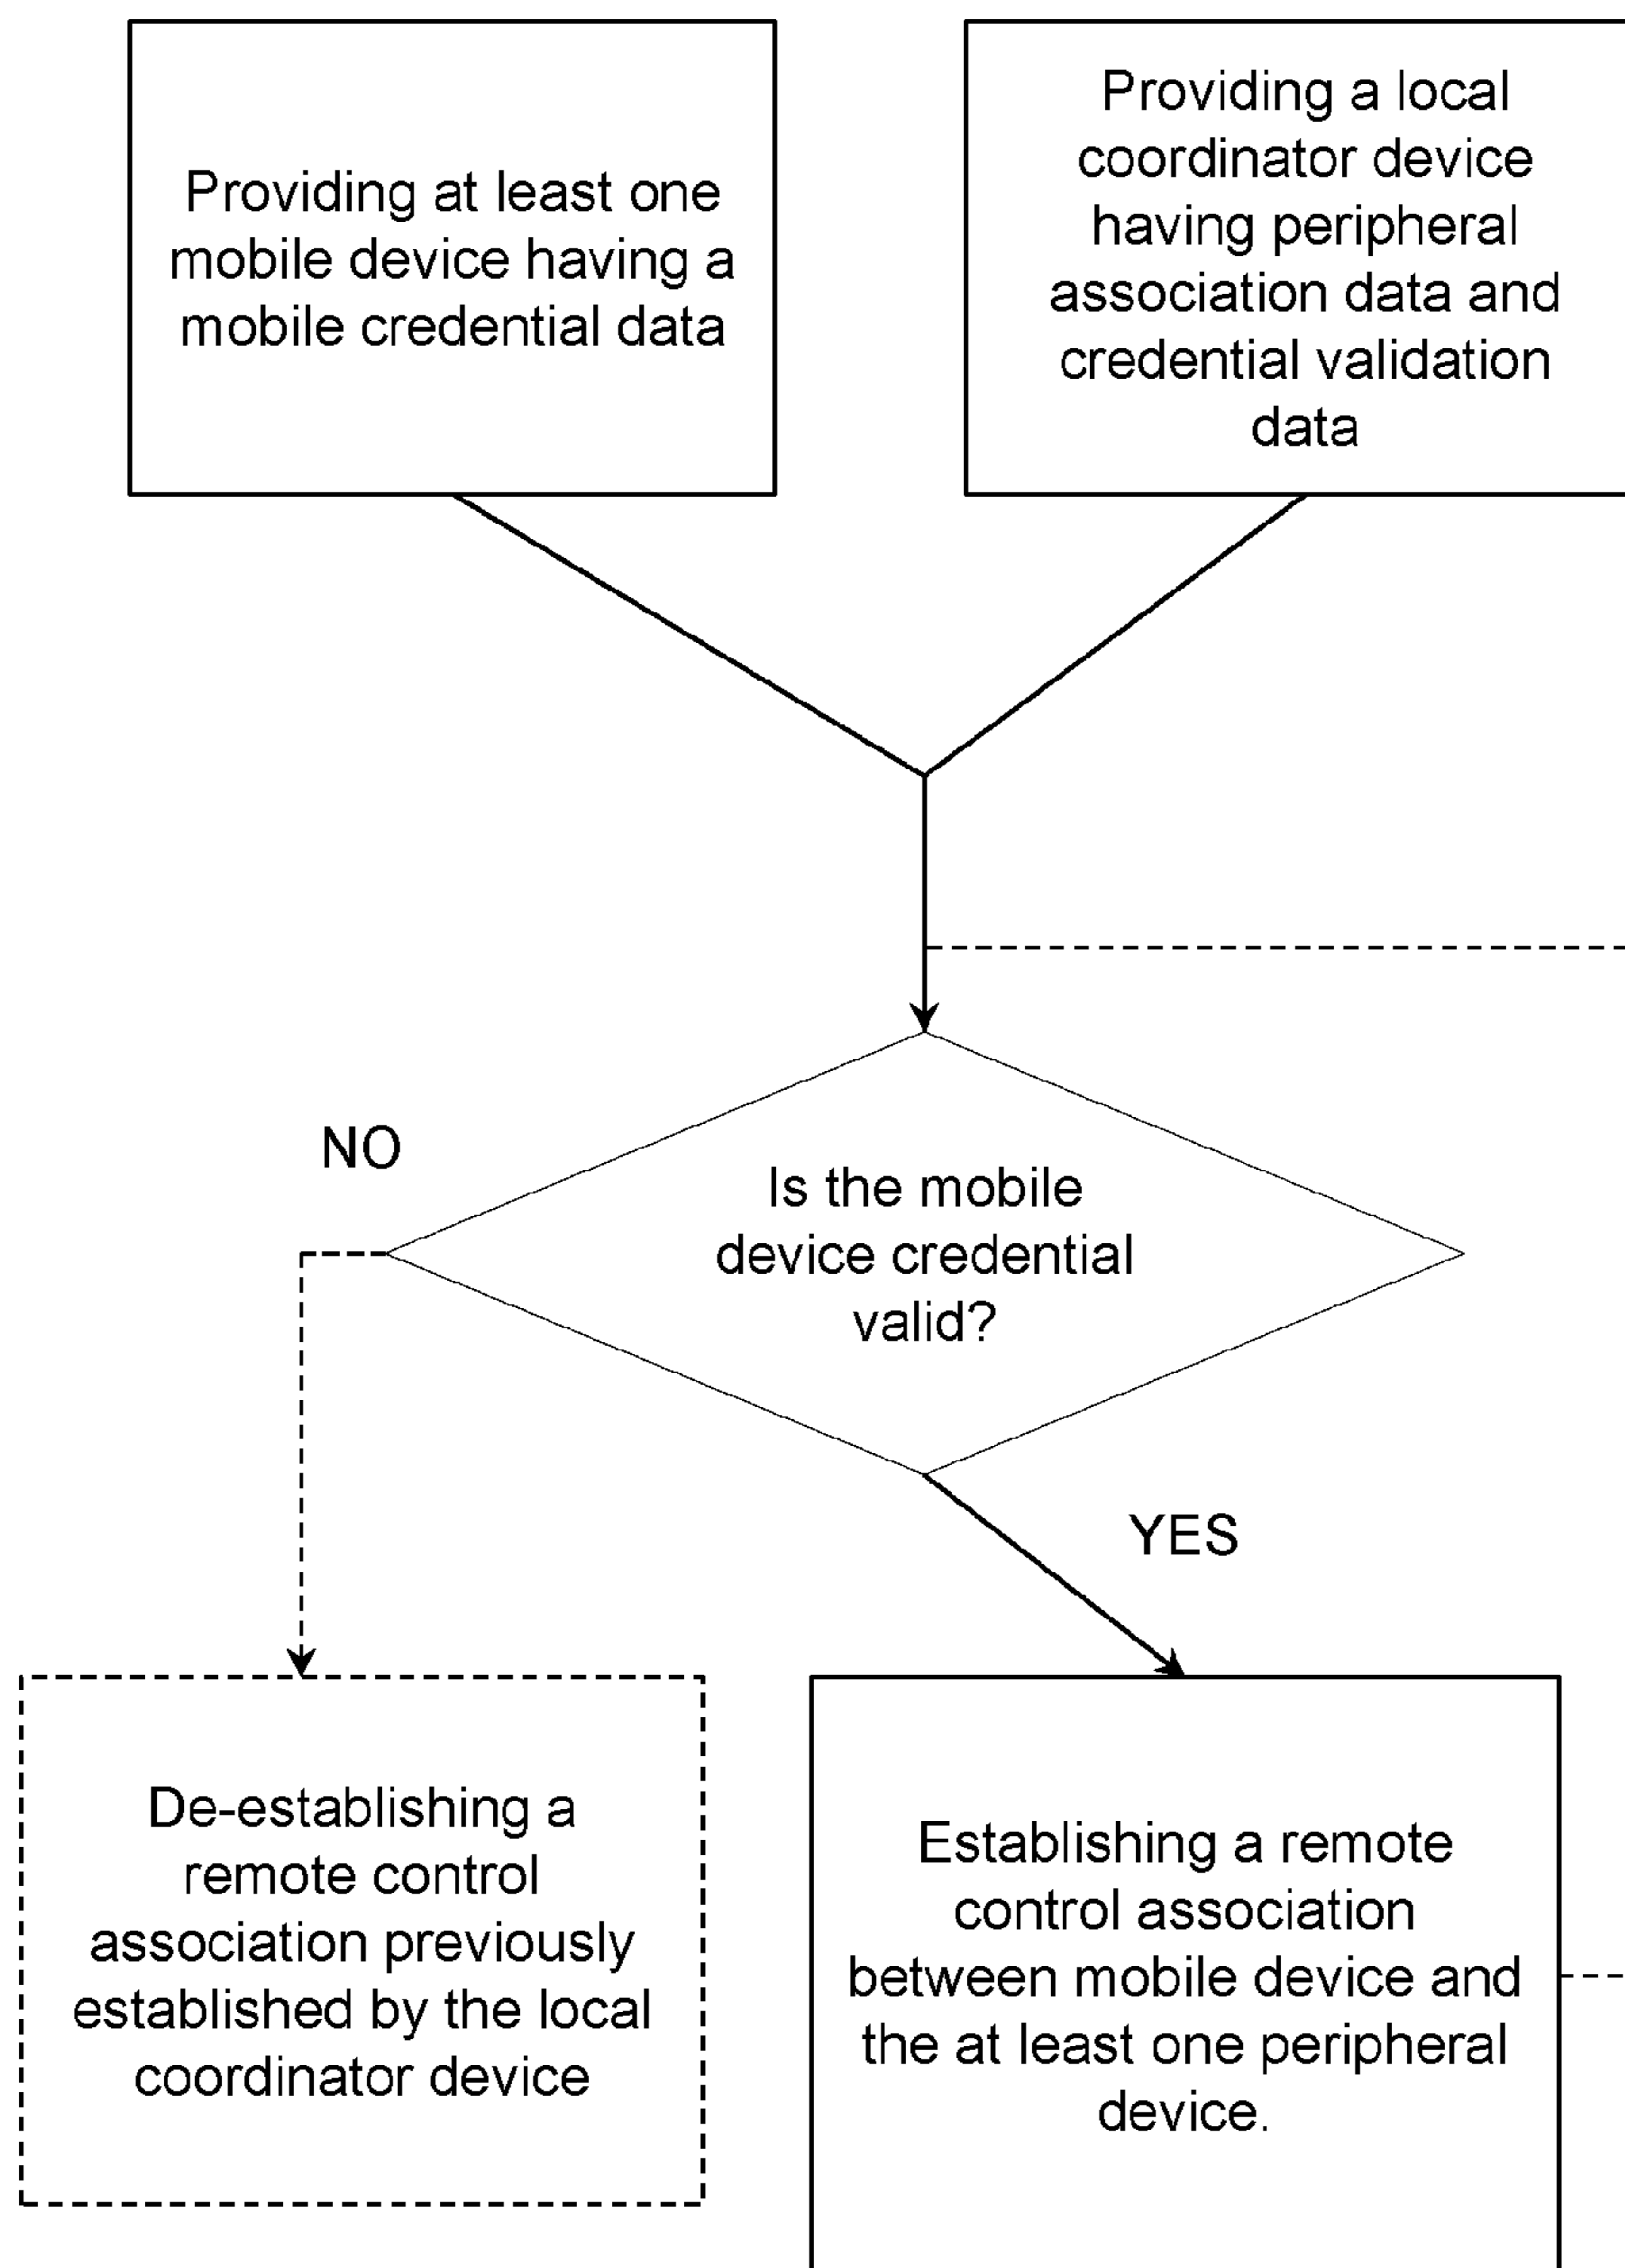 Providing at least one
mobile device having a
mobile credential data
Providing a local
coordinator device
having peripheral
association data and
credential validation
data
NO
Is the mobile
device credential
valid?
YES
De-establishing a
remote control
association previously
established by the local
coordinator device
Establishing a remote
control association
between mobile device and
the at least one peripheral
device.